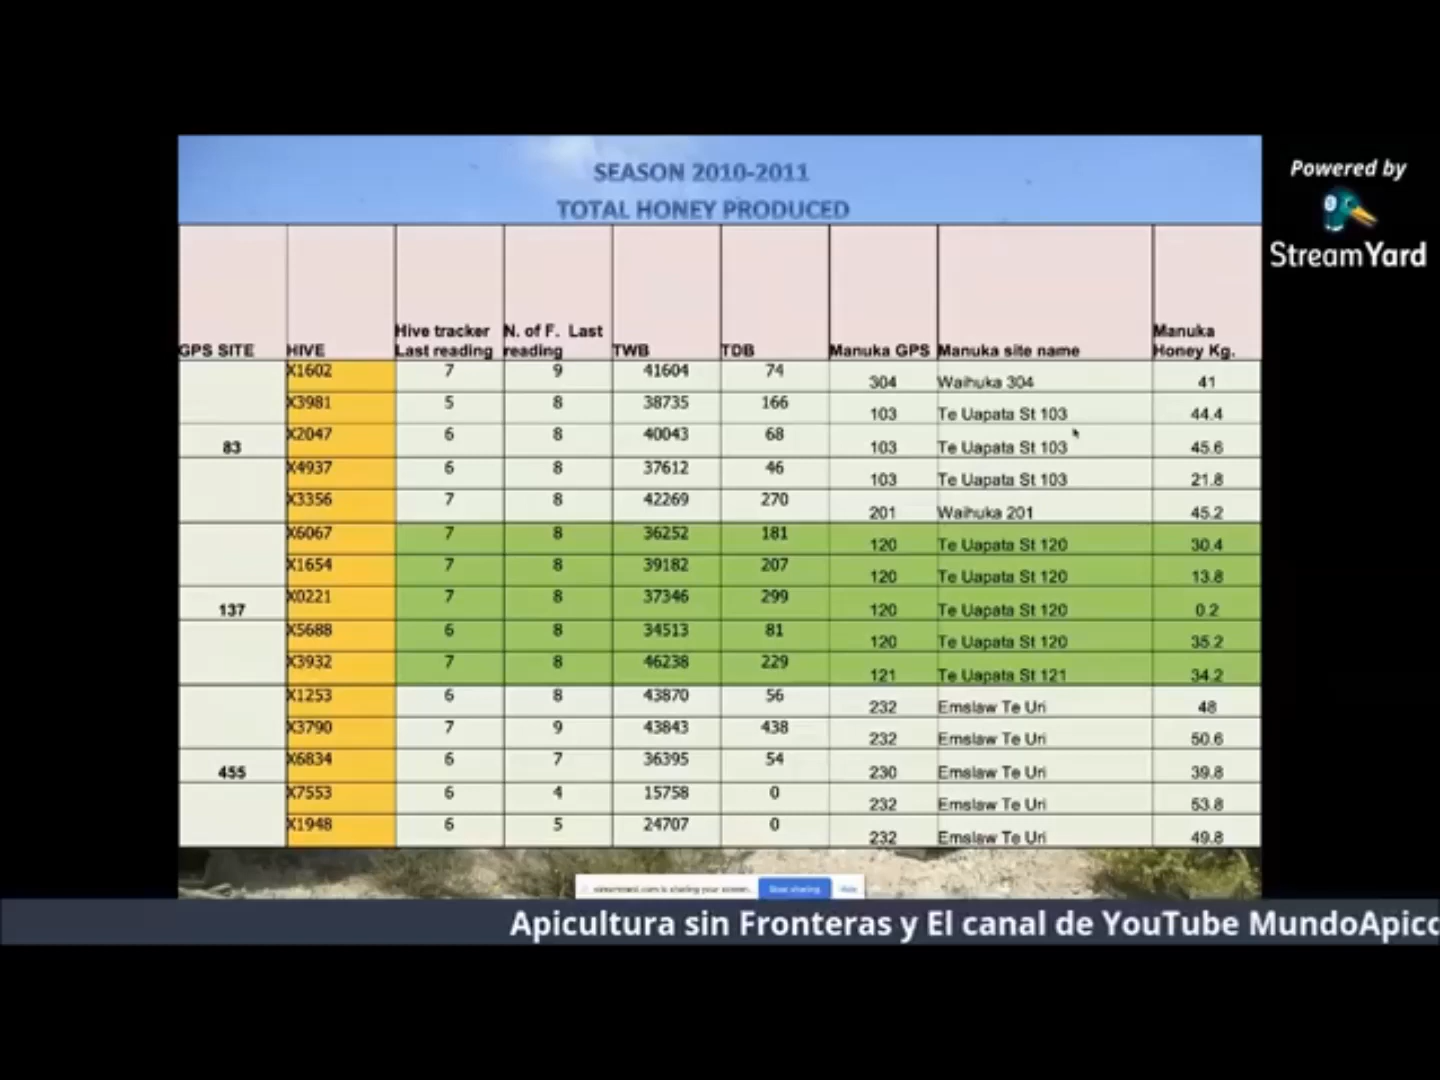 SEASON 2010-2011
TOTAL HONEY PRODUCED
Powered by
StreamYard
GPS SITE HIVE Hive tracker Last reading N. of F. Last reading TWB TDB Manuka GPS Manuka site name Manuka Honey Kg.
X1602 7 9 41604 74 304 Waihuka 304 41
X3981 5 8 38735 166 103 Te Uapata St 103 44.4
83 X2047 6 8 40043 68 103 Te Uapata St 103 45.6
X4937 6 8 37612 46 103 Te Uapata St 103 21.8
X3356 7 8 42269 270 201 Waihuka 201 45.2
X6067 7 8 36252 181 120 Te Uapata St 120 30.4
X1654 7 8 39182 207 120 Te Uapata St 120 13.8
137 X0221 7 8 37346 299 120 Te Uapata St 120 0.2
X5688 6 8 34513 81 120 Te Uapata St 120 35.2
X3932 7 8 46238 229 121 Te Uapata St 121 34.2
X1253 6 8 43870 56 232 Emslaw Te Uri 48
X3790 7 9 43843 438 232 Emslaw Te Uri 50.6
455 X6834 6 7 36395 54 230 Emslaw Te Uri 39.8
X7553 6 4 15758 0 232 Emslaw Te Uri 53.8
X1948 6 5 24707 0 232 Emslaw Te Uri 49.8
streamyard.com is sharing your screen. Stop sharing Hide
Apicultura sin Fronteras y El canal de YouTube MundoApic